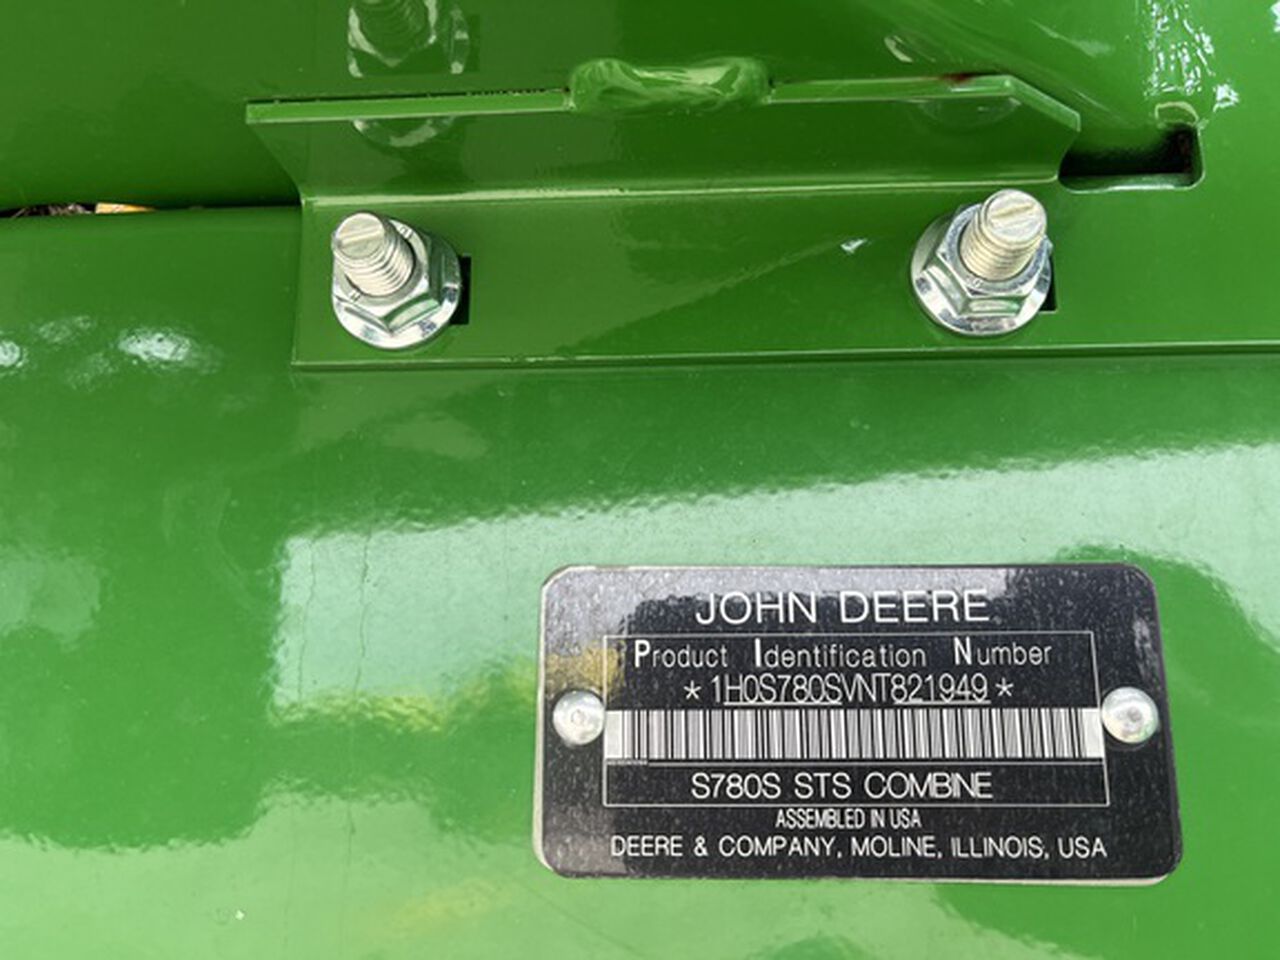 JOHN DEERE
Product Identification Number
*1H0S780SVNT821949*
S780S STS COMBINE
ASSEMBLED IN USA
DEERE & COMPANY, MOLINE, ILLINOIS, USA